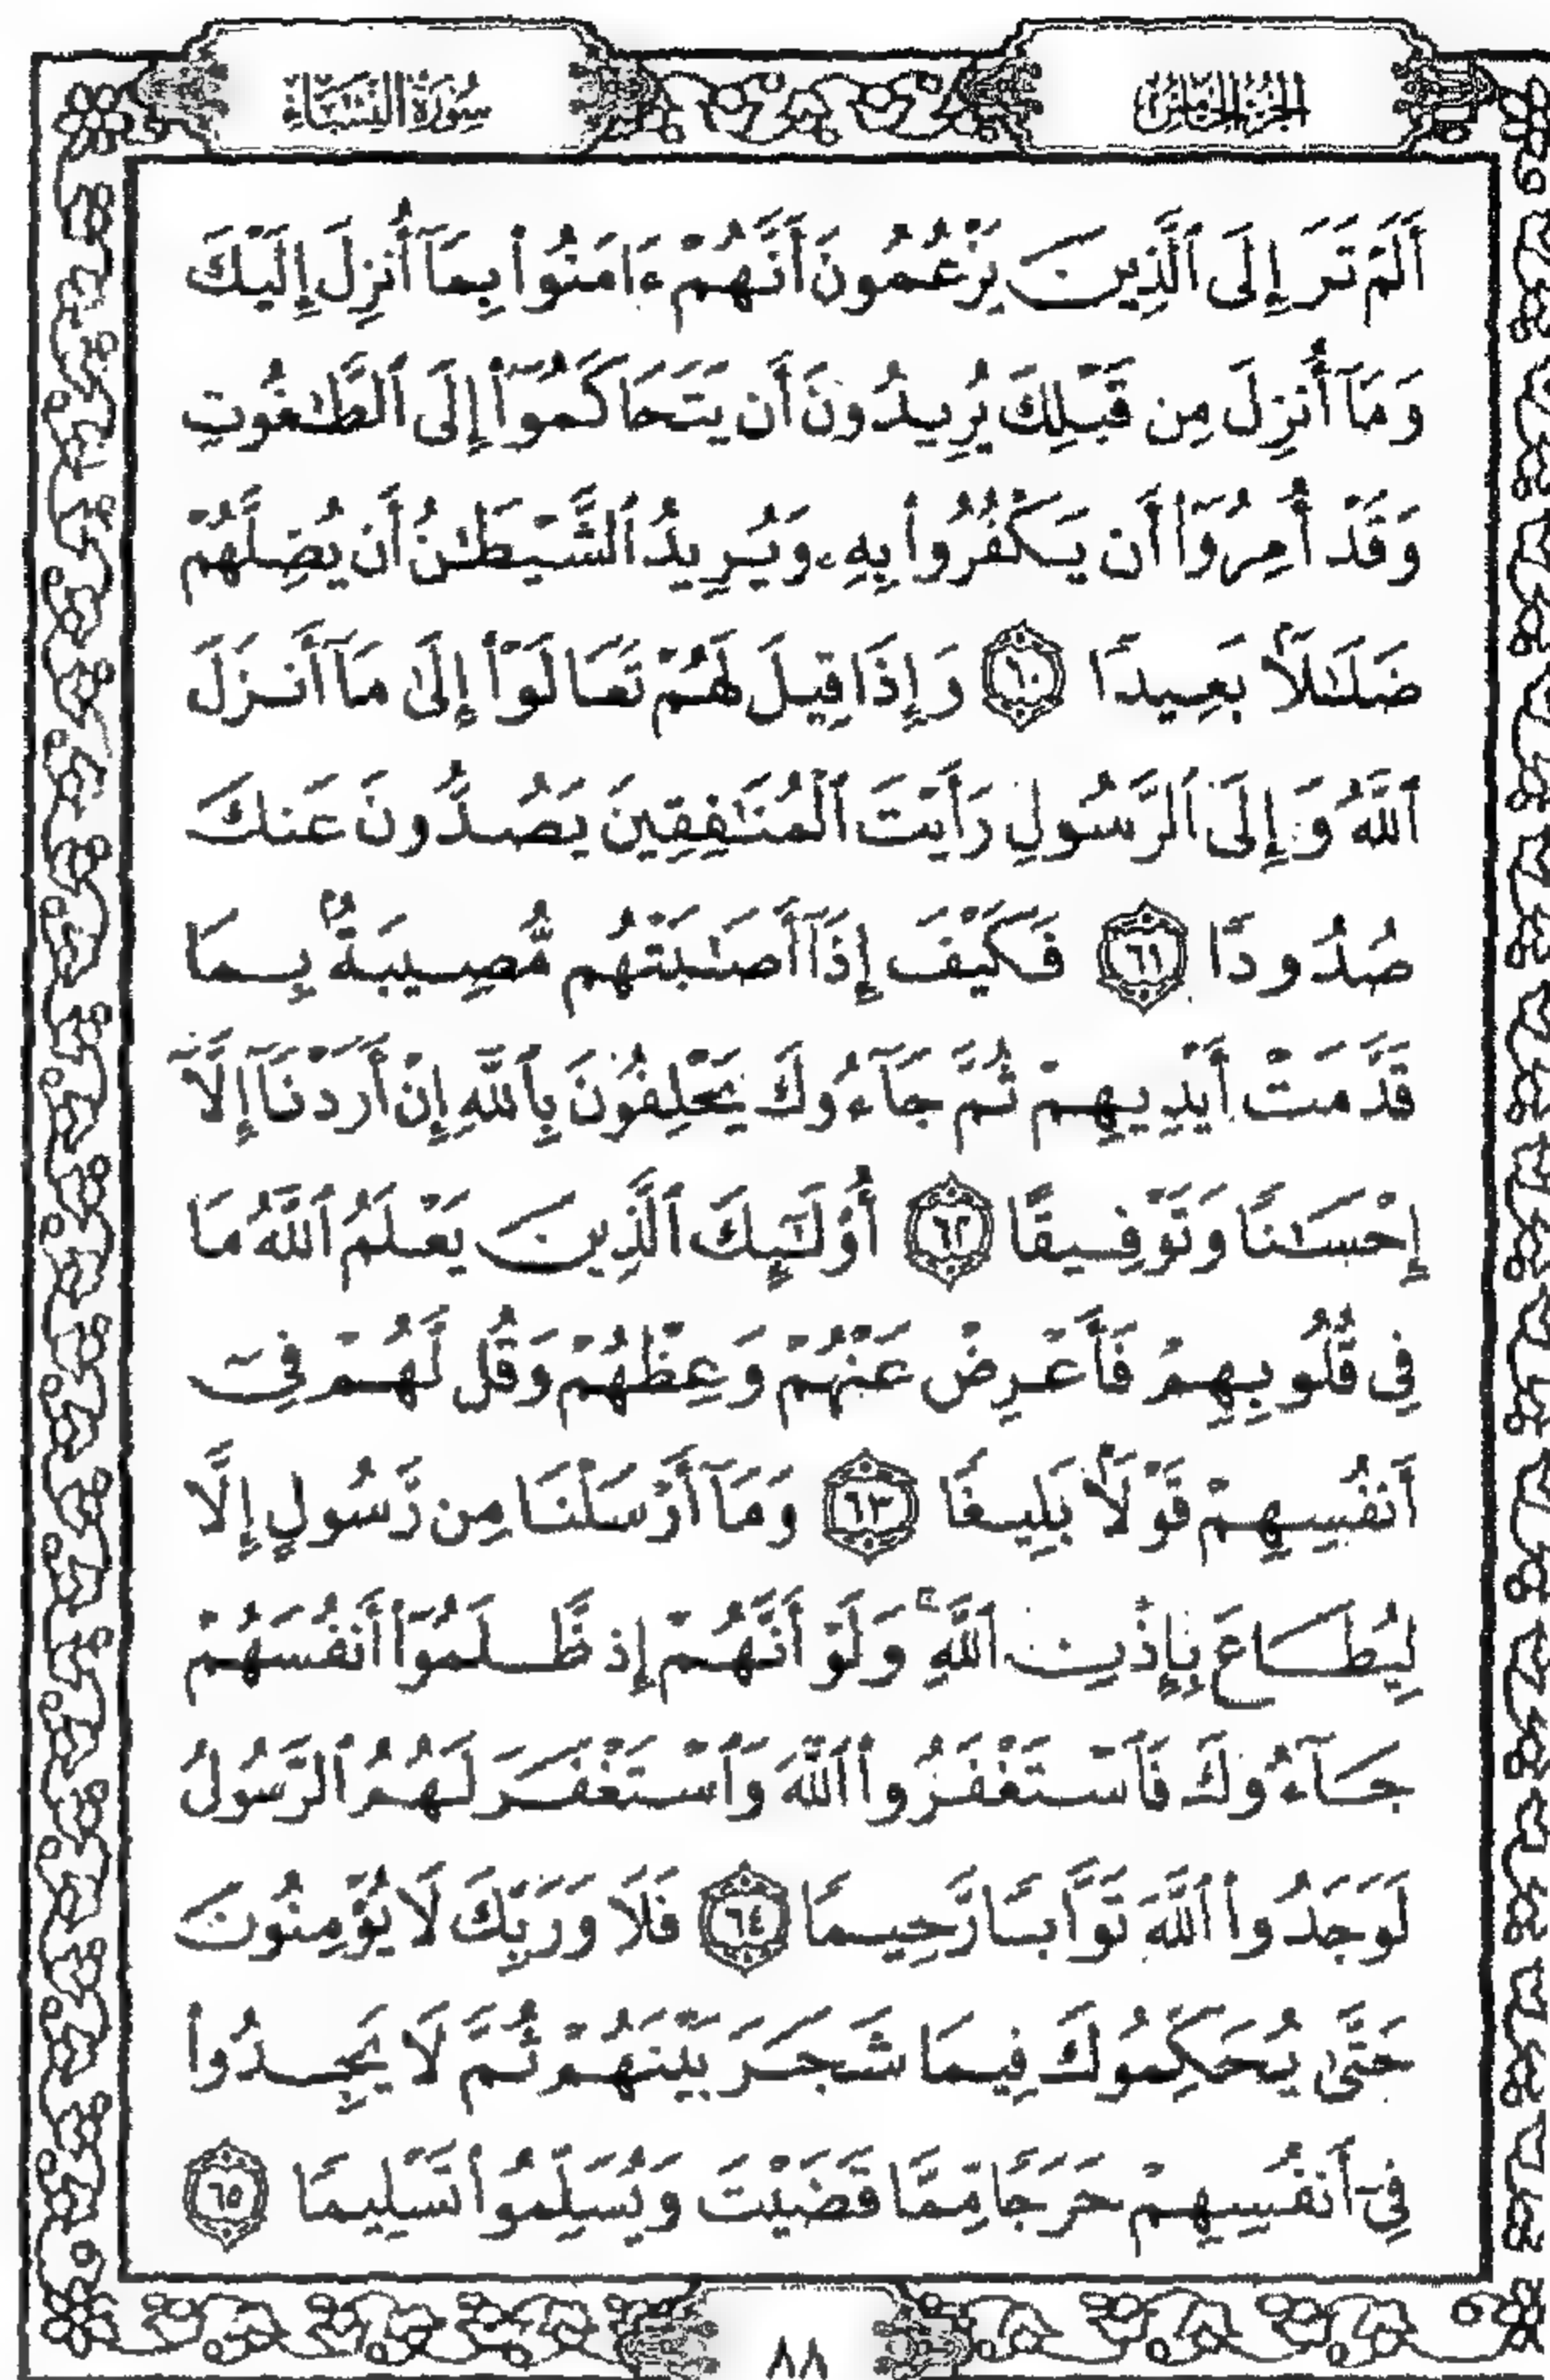 الجزء الخامس
سورة النساء
أَلَمْ تَرَ إِلَى ٱلَّذِينَ يَزْعُمُونَ أَنَّهُمْ ءَامَنُوا۟ بِمَآ أُنزِلَ إِلَيْكَ
وَمَآ أُنزِلَ مِن قَبْلِكَ يُرِيدُونَ أَن يَتَحَاكَمُوٓا۟ إِلَى ٱلطَّٰغُوتِ
وَقَدْ أُمِرُوٓا۟ أَن يَكْفُرُوا۟ بِهِۦ وَيُرِيدُ ٱلشَّيْطَٰنُ أَن يُضِلَّهُمْ
ضَلَٰلًۢا بَعِيدًا ٦٠ وَإِذَا قِيلَ لَهُمْ تَعَالَوْا۟ إِلَىٰ مَآ أَنزَلَ
ٱللَّهُ وَإِلَى ٱلرَّسُولِ رَأَيْتَ ٱلْمُنَٰفِقِينَ يَصُدُّونَ عَنكَ
صُدُودًا ٦١ فَكَيْفَ إِذَآ أَصَٰبَتْهُم مُّصِيبَةٌۢ بِمَا
قَدَّمَتْ أَيْدِيهِمْ ثُمَّ جَآءُوكَ يَحْلِفُونَ بِٱللَّهِ إِنْ أَرَدْنَآ إِلَّآ
إِحْسَٰنًا وَتَوْفِيقًا ٦٢ أُو۟لَٰٓئِكَ ٱلَّذِينَ يَعْلَمُ ٱللَّهُ مَا
فِى قُلُوبِهِمْ فَأَعْرِضْ عَنْهُمْ وَعِظْهُمْ وَقُل لَّهُمْ فِىٓ
أَنفُسِهِمْ قَوْلًۢا بَلِيغًا ٦٣ وَمَآ أَرْسَلْنَا مِن رَّسُولٍ إِلَّا
لِيُطَاعَ بِإِذْنِ ٱللَّهِ ۚ وَلَوْ أَنَّهُمْ إِذ ظَّلَمُوٓا۟ أَنفُسَهُمْ
جَآءُوكَ فَٱسْتَغْفَرُوا۟ ٱللَّهَ وَٱسْتَغْفَرَ لَهُمُ ٱلرَّسُولُ
لَوَجَدُوا۟ ٱللَّهَ تَوَّابًا رَّحِيمًا ٦٤ فَلَا وَرَبِّكَ لَا يُؤْمِنُونَ
حَتَّىٰ يُحَكِّمُوكَ فِيمَا شَجَرَ بَيْنَهُمْ ثُمَّ لَا يَجِدُوا۟
فِىٓ أَنفُسِهِمْ حَرَجًا مِّمَّا قَضَيْتَ وَيُسَلِّمُوا۟ تَسْلِيمًا ٦٥
٨٨